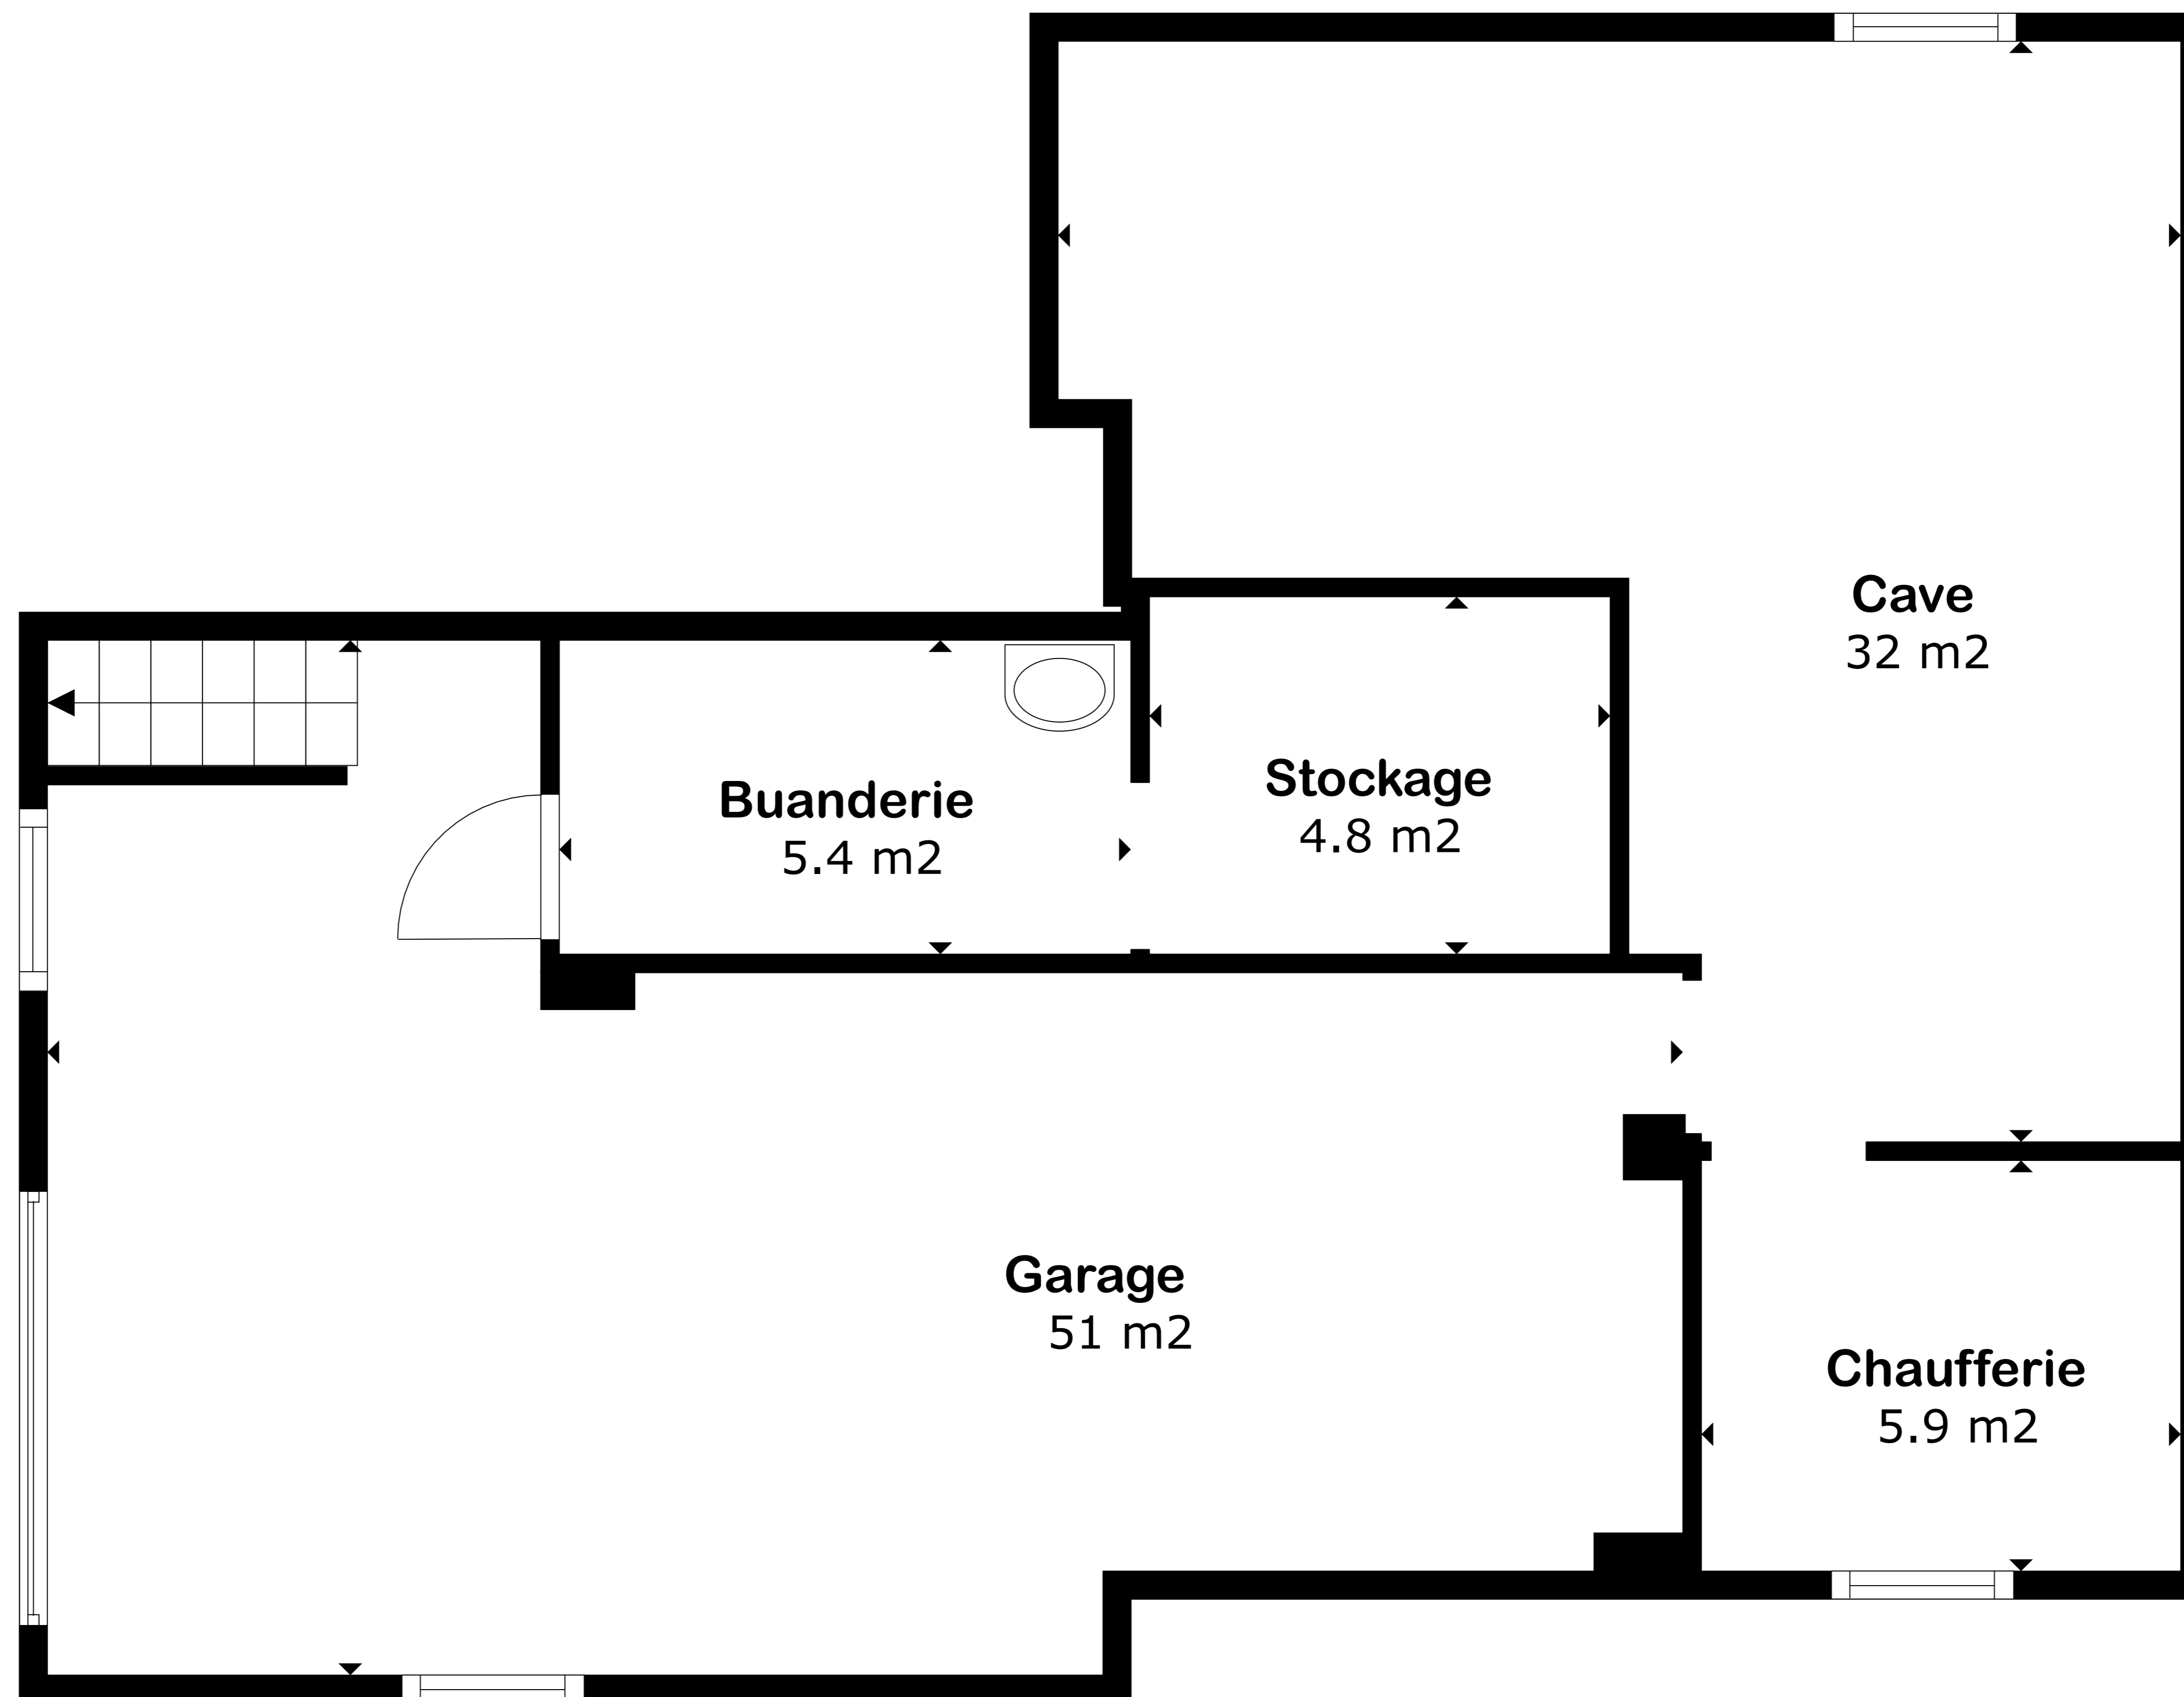 Cave
32 m2
Buanderie
5.4 m2
Stockage
4.8 m2
Garage
51 m2
Chaufferie
5.9 m2